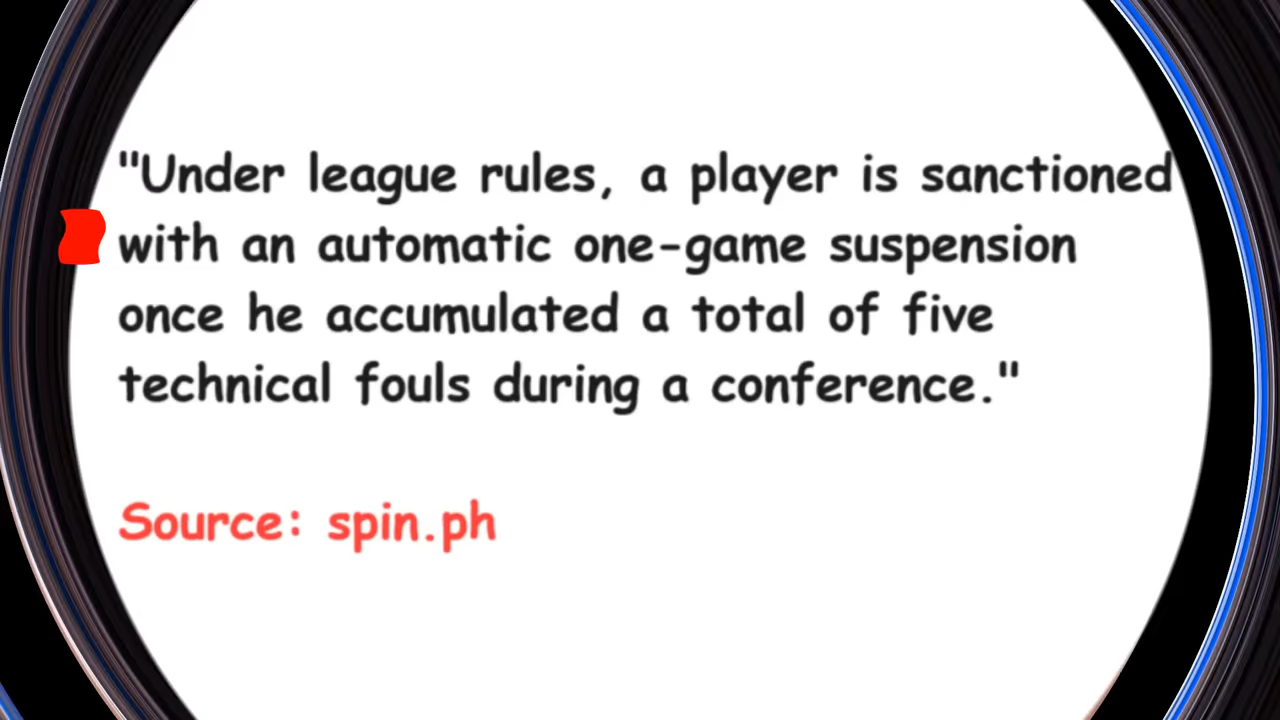 "Under league rules, a player is sanctioned
with an automatic one-game suspension
once he accumulated a total of five
technical fouls during a conference."
Source: spin.ph